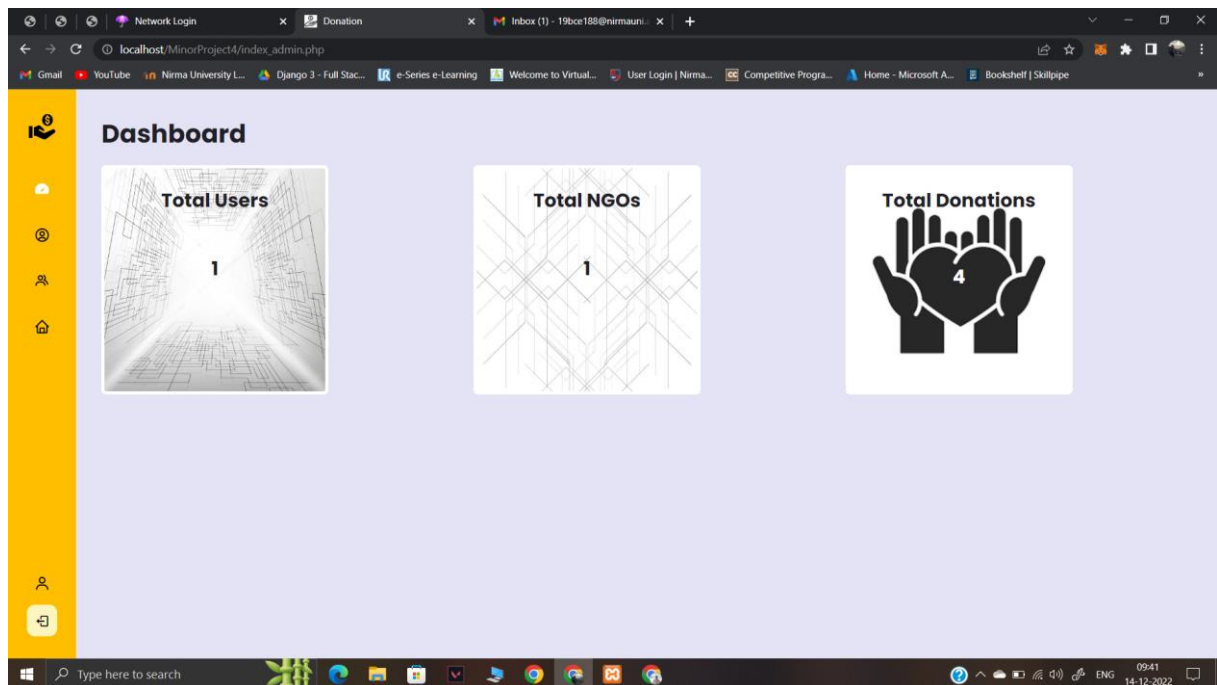 Network Login
Donation
Inbox (1) - 19bce188@nirmauni.
localhost/MinorProject4/index_admin.php
Gmail YouTube Nirma University L... Django 3 - Full Stac... e-Series e-Learning Welcome to Virtual... User Login | Nirma... Competitive Progra... Home - Microsoft A... Bookshelf | Skillpipe »
Dashboard
Total Users
1
Total NGOs
1
Total Donations
4
Type here to search
ENG
09:41
14-12-2022